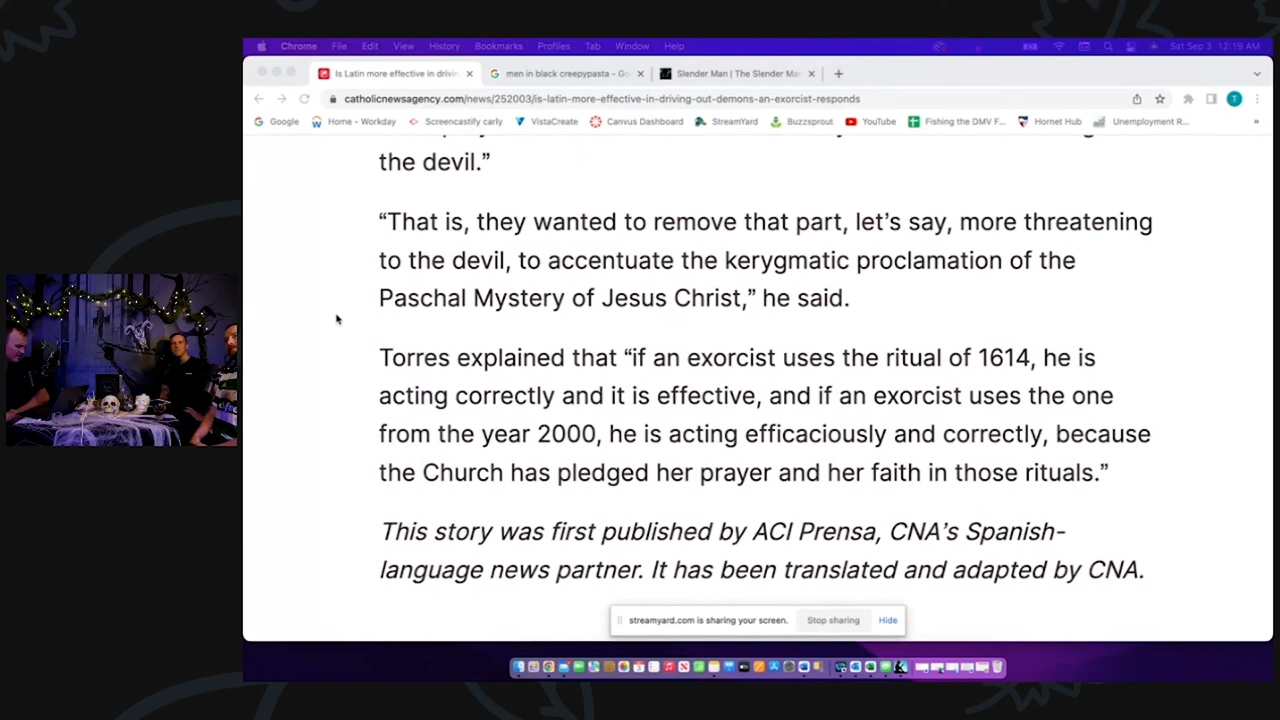 Chrome File Edit View History Bookmarks Profiles Tab Window Help Sat Sep 3 12:19 AM
Is Latin more effective in drivin men in black creepypasta - Go Slender Man | The Slender Mar
catholicnewsagency.com/news/252003/is-latin-more-effective-in-driving-out-demons-an-exorcist-responds T
Google Home - Workday Screencastify carly VistaCreate Canvus Dashboard StreamYard Buzzsprout YouTube Fishing the DMV F... Hornet Hub Unemployment R...
the devil.”
“That is, they wanted to remove that part, let’s say, more threatening
to the devil, to accentuate the kerygmatic proclamation of the
Paschal Mystery of Jesus Christ,” he said.
Torres explained that “if an exorcist uses the ritual of 1614, he is
acting correctly and it is effective, and if an exorcist uses the one
from the year 2000, he is acting efficaciously and correctly, because
the Church has pledged her prayer and her faith in those rituals.”
This story was first published by ACI Prensa, CNA’s Spanish-
language news partner. It has been translated and adapted by CNA.
streamyard.com is sharing your screen. Stop sharing Hide